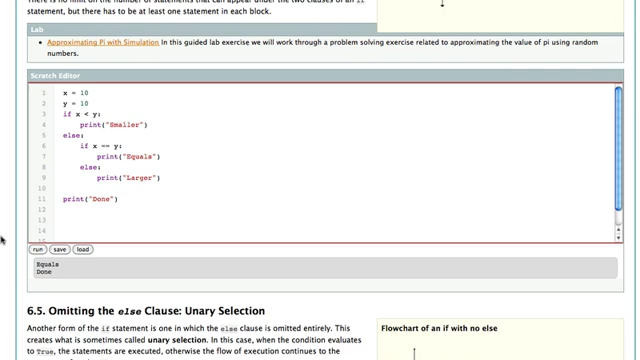 There is no limit on the number of statements that can appear under the two clauses of an if
statement, but there has to be at least one statement in each block.
Lab
• Approximating Pi with Simulation In this guided lab exercise we will work through a problem solving exercise related to approximating the value of pi using random
numbers.
Scratch Editor
1 x = 10
2 y = 10
3 if x < y:
4 print("Smaller")
5 else:
6 if x == y:
7 print("Equals")
8 else:
9 print("Larger")
10
11 print("Done")
12
13
14
15
run save load
Equals
Done
6.5. Omitting the else Clause: Unary Selection
Another form of the if statement is one in which the else clause is omitted entirely. This
creates what is sometimes called unary selection. In this case, when the condition evaluates
to True, the statements are executed, otherwise the flow of execution continues to the
Flowchart of an if with no else